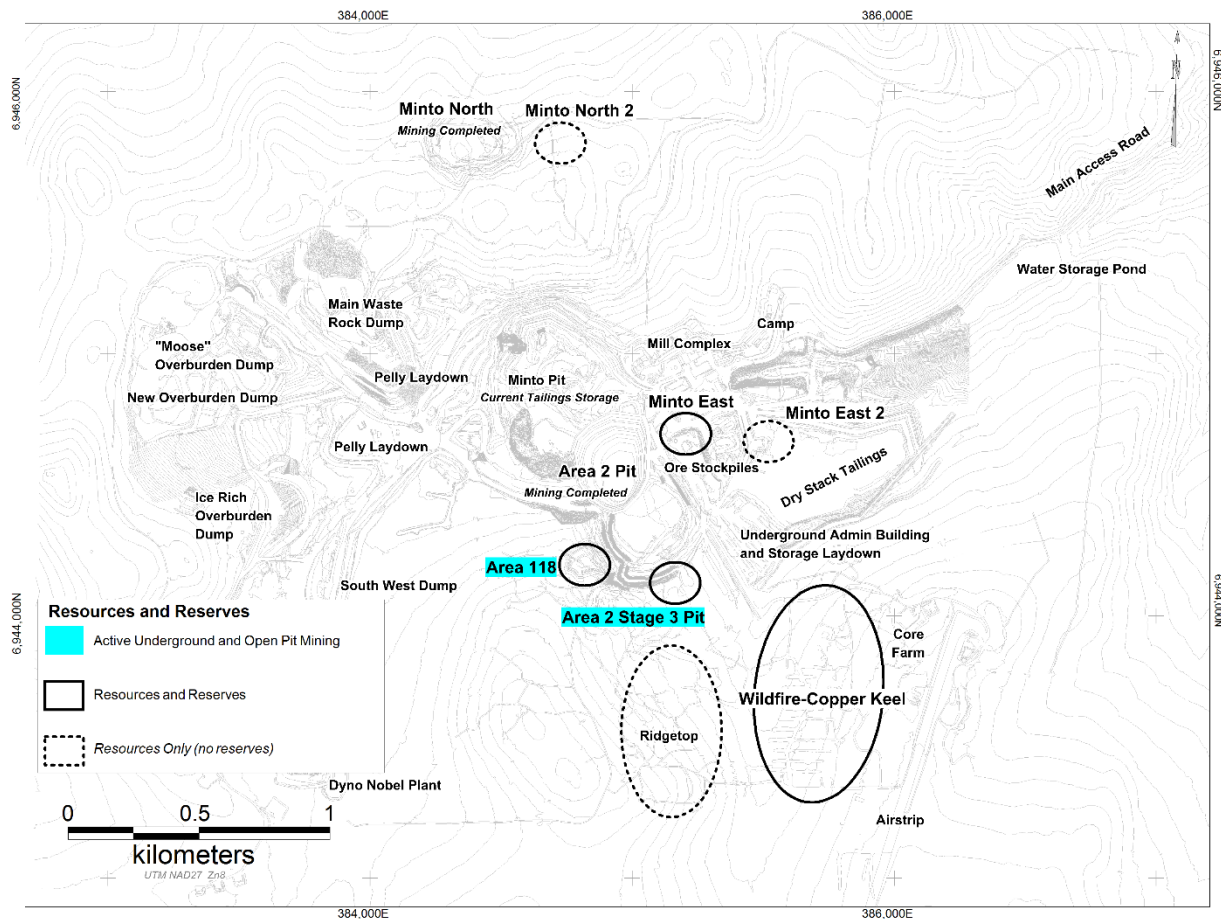 384,000E
386,000E
6,946,000N
6,946,000N
N
Minto North
Mining Completed
Minto North 2
Main Access Road
Water Storage Pond
Main Waste
Rock Dump
Camp
Mill Complex
"Moose"
Overburden Dump
Pelly Laydown
Minto Pit
Current Tailings Storage
New Overburden Dump
Minto East
Minto East 2
Pelly Laydown
Area 2 Pit
Mining Completed
Ore Stockpiles
Dry Stack Tailings
Ice Rich
Overburden
Dump
Underground Admin Building
and Storage Laydown
Area 118
South West Dump
Area 2 Stage 3 Pit
6,944,000N
6,944,000N
Core
Farm
Wildfire-Copper Keel
Ridgetop
Resources and Reserves
Active Underground and Open Pit Mining
Resources and Reserves
Resources Only (no reserves)
Dyno Nobel Plant
Airstrip
0 0.5 1
kilometers
UTM NAD27 Zn8
384,000E
386,000E